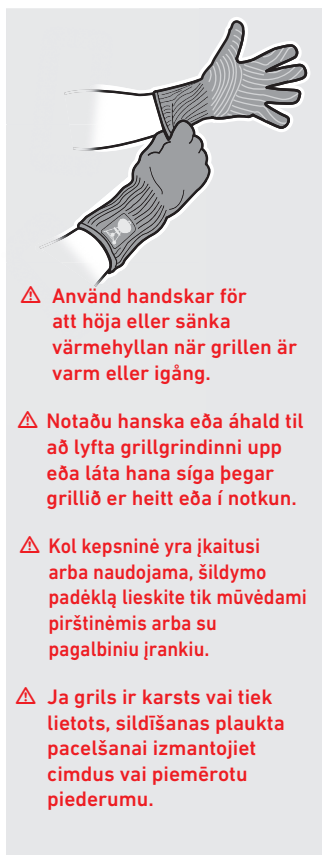 ⚠ Använd handskar för
att höja eller sänka
värmehyllan när grillen är
varm eller igång.
⚠ Notaðu hanska eða áhald til
að lyfta grillgrindinni upp
eða láta hana síga þegar
grillið er heitt eða í notkun.
⚠ Kol kepsninė yra įkaitusi
arba naudojama, šildymo
padėklą lieskite tik mūvėdami
pirštinėmis arba su
pagalbiniu įrankiu.
⚠ Ja grils ir karsts vai tiek
lietots, sildīšanas plaukta
pacelšanai izmantojiet
cimdus vai piemērotu
piederumu.